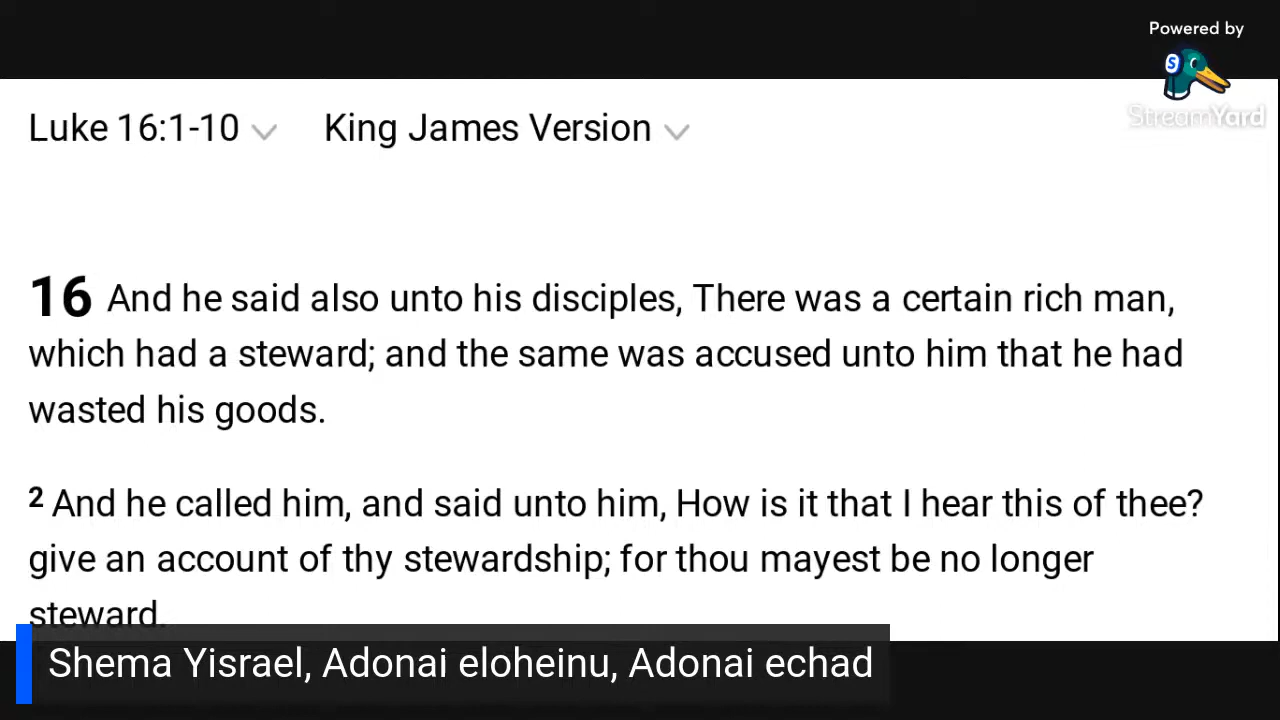 Powered by
S
StreamYard
Luke 16:1-10 King James Version
16 And he said also unto his disciples, There was a certain rich man,
which had a steward; and the same was accused unto him that he had
wasted his goods.
2 And he called him, and said unto him, How is it that I hear this of thee?
give an account of thy stewardship; for thou mayest be no longer
steward.
Shema Yisrael, Adonai eloheinu, Adonai echad